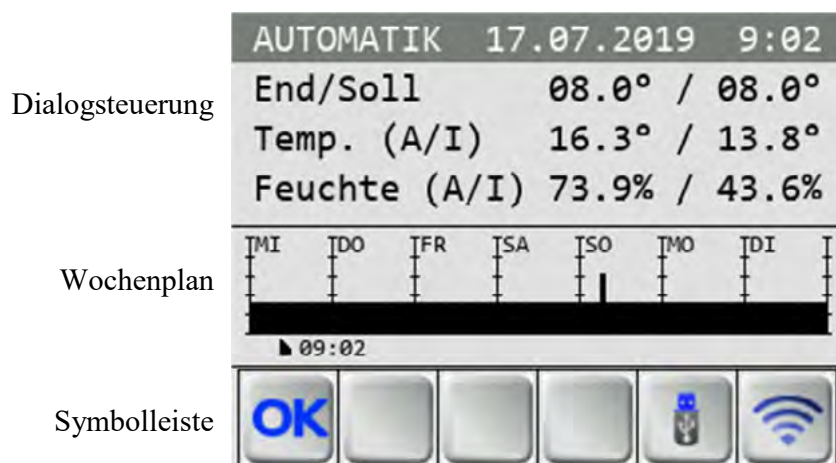 AUTOMATIK 17.07.2019 9:02
Dialogsteuerung
End/Soll 08.0° / 08.0°
Temp. (A/I) 16.3° / 13.8°
Feuchte (A/I) 73.9% / 43.6%
Wochenplan
MI DO FR SA SO MO DI
09:02
Symbolleiste
OK